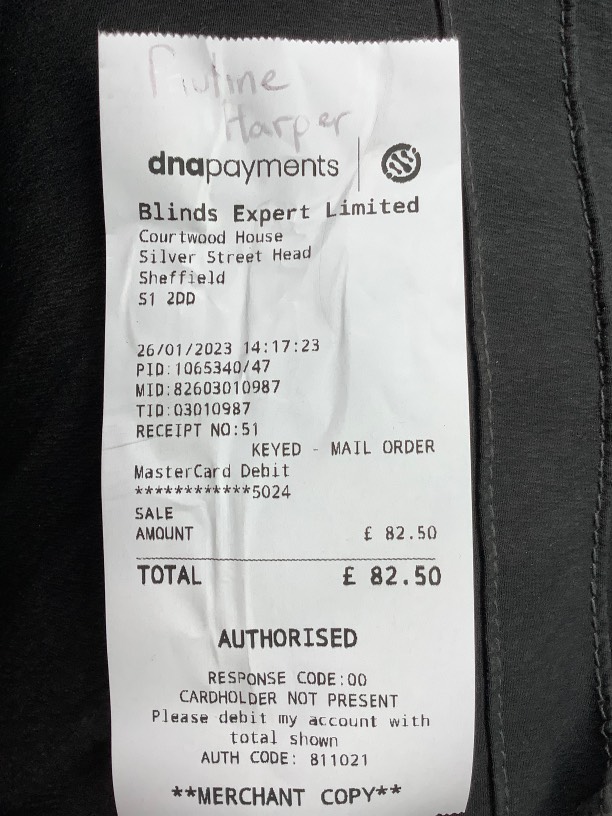 Harper
dnapayments
Blinds Expert Limited
Courtwood House
Silver Street Head
Sheffield
S1 2DD
26/01/2023 14:17:23
PID:1065340/47
MID:82603010987
TID:03010987
RECEIPT NO:51
KEYED - MAIL ORDER
MasterCard Debit
************5024
SALE
AMOUNT £ 82.50
TOTAL £ 82.50
AUTHORISED
RESPONSE CODE:00
CARDHOLDER NOT PRESENT
Please debit my account with
total shown
AUTH CODE: 811021
**MERCHANT COPY**